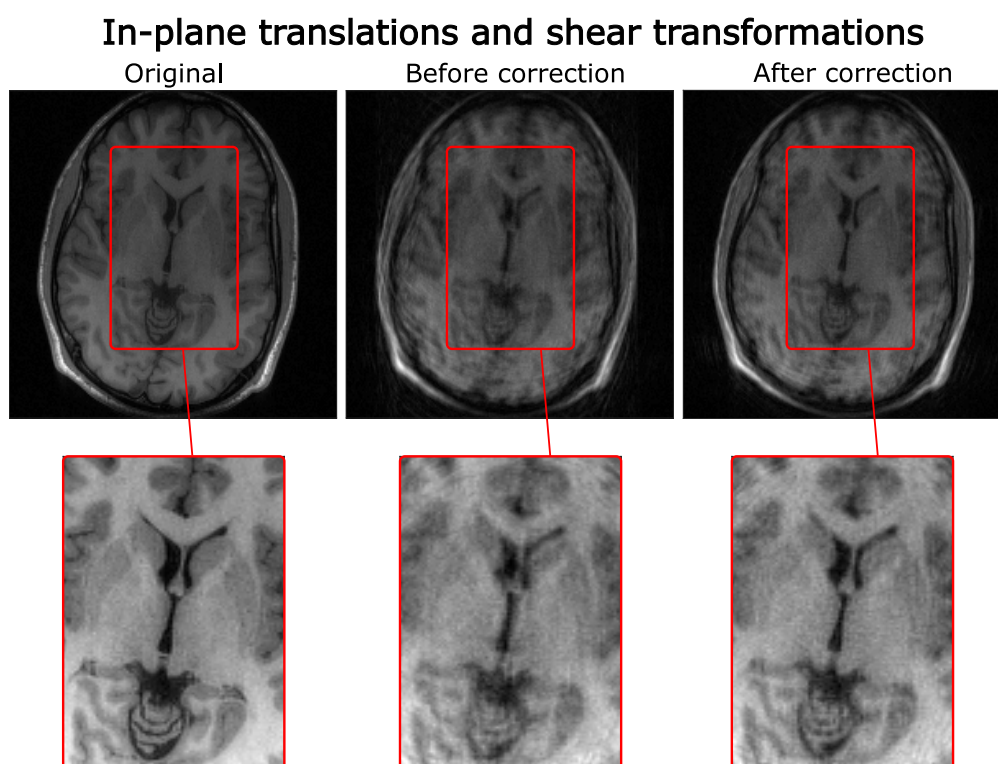 In-plane translations and shear transformations
Original
Before correction
After correction